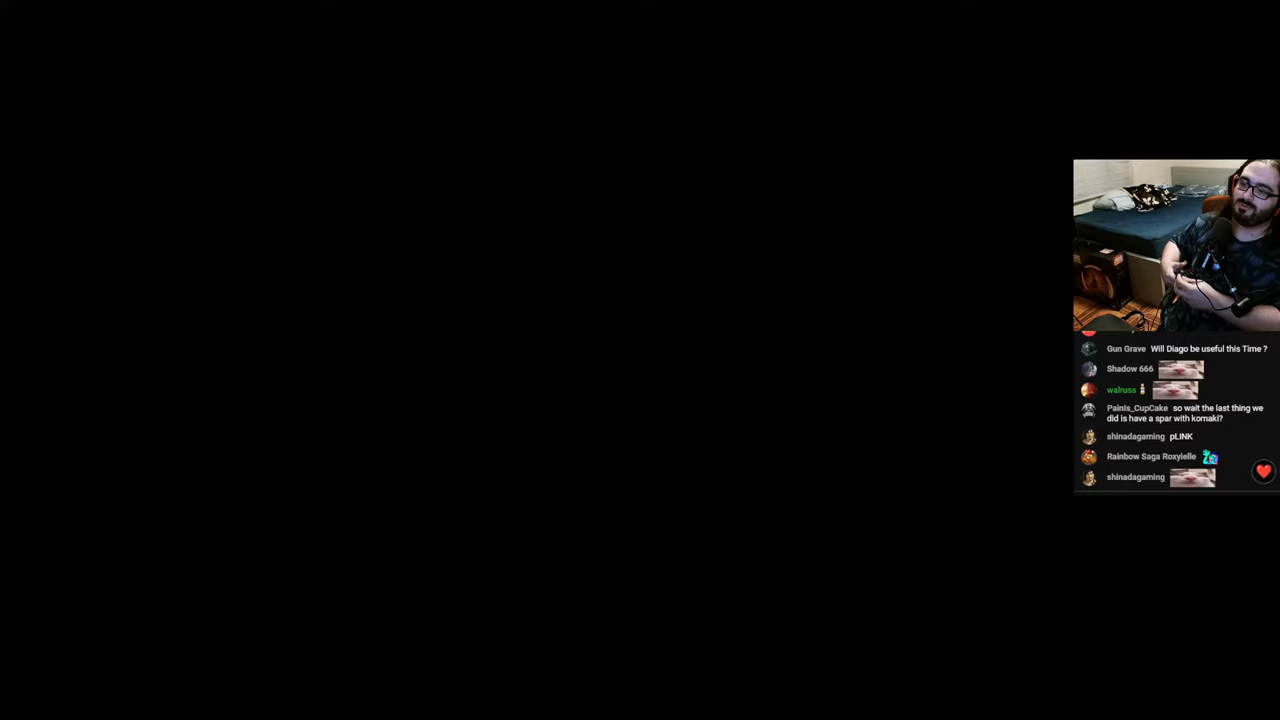 Gun Grave Will Diago be useful this Time ?
Shadow 666
walruss
PainIs_CupCake so wait the last thing we
did is have a spar with komaki?
shinadagaming pLINK
Rainbow Saga Roxyielle
shinadagaming